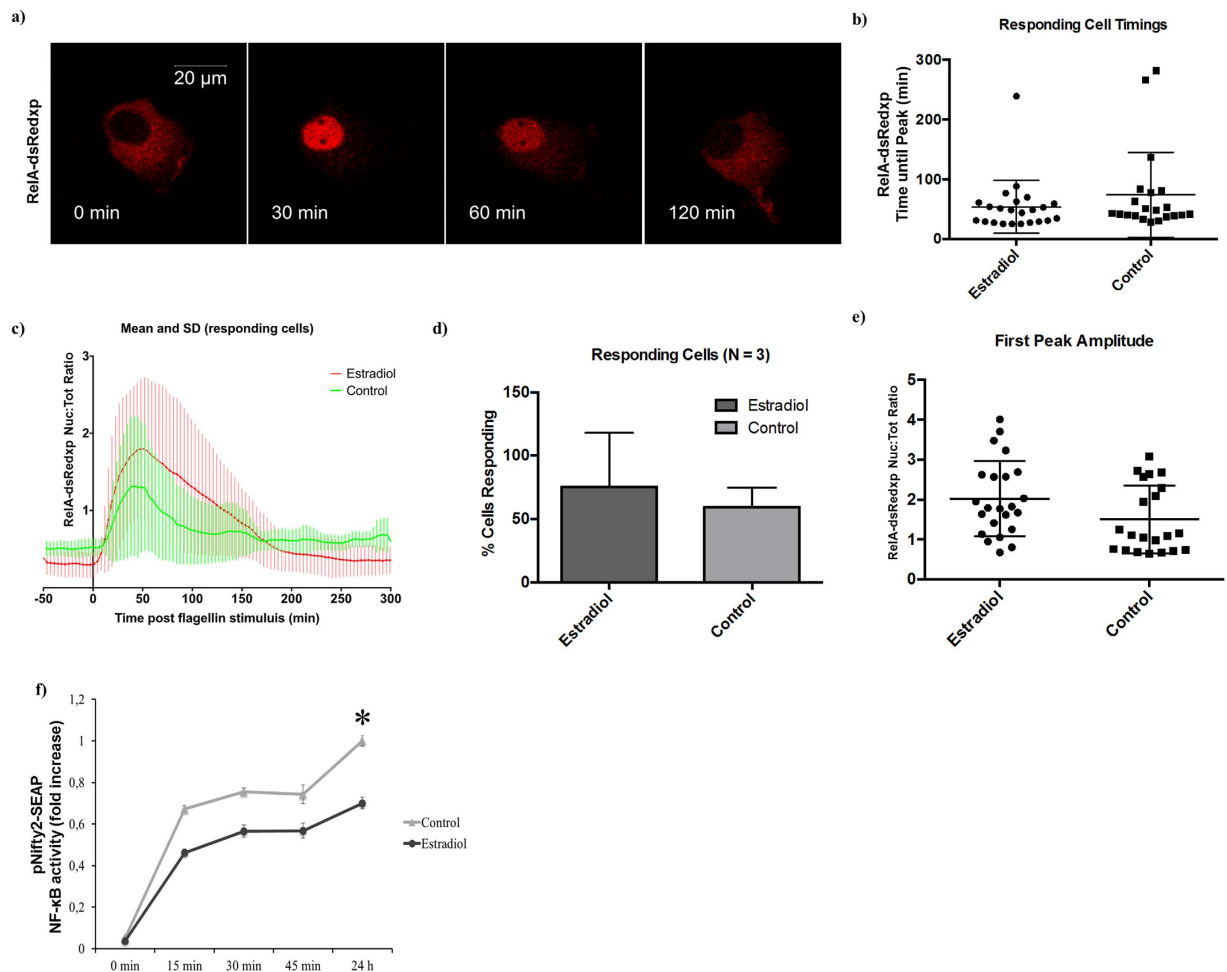 a)
RelA-dsRedxp
20 µm
0 min
30 min
60 min
120 min
b)
Responding Cell Timings
RelA-dsRedxp
Time until Peak (min)
300
200
100
0
Estradiol
Control
c)
Mean and SD (responding cells)
RelA-dsRedxp Nuc:Tot Ratio
3
2
1
Estradiol
Control
-50
0
50
100
150
200
250
300
Time post flagellin stimuluis (min)
d)
Responding Cells (N = 3)
% Cells Responding
150
100
50
0
Estradiol
Control
Estradiol
Control
e)
First Peak Amplitude
RelA-dsRedxp Nuc:Tot Ratio
5
4
3
2
1
0
Estradiol
Control
f)
pNifty2-SEAP
NF-κB activity (fold increase)
1,2
1
0,8
0,6
0,4
0,2
0
*
Control
Estradiol
0 min
15 min
30 min
45 min
24 h